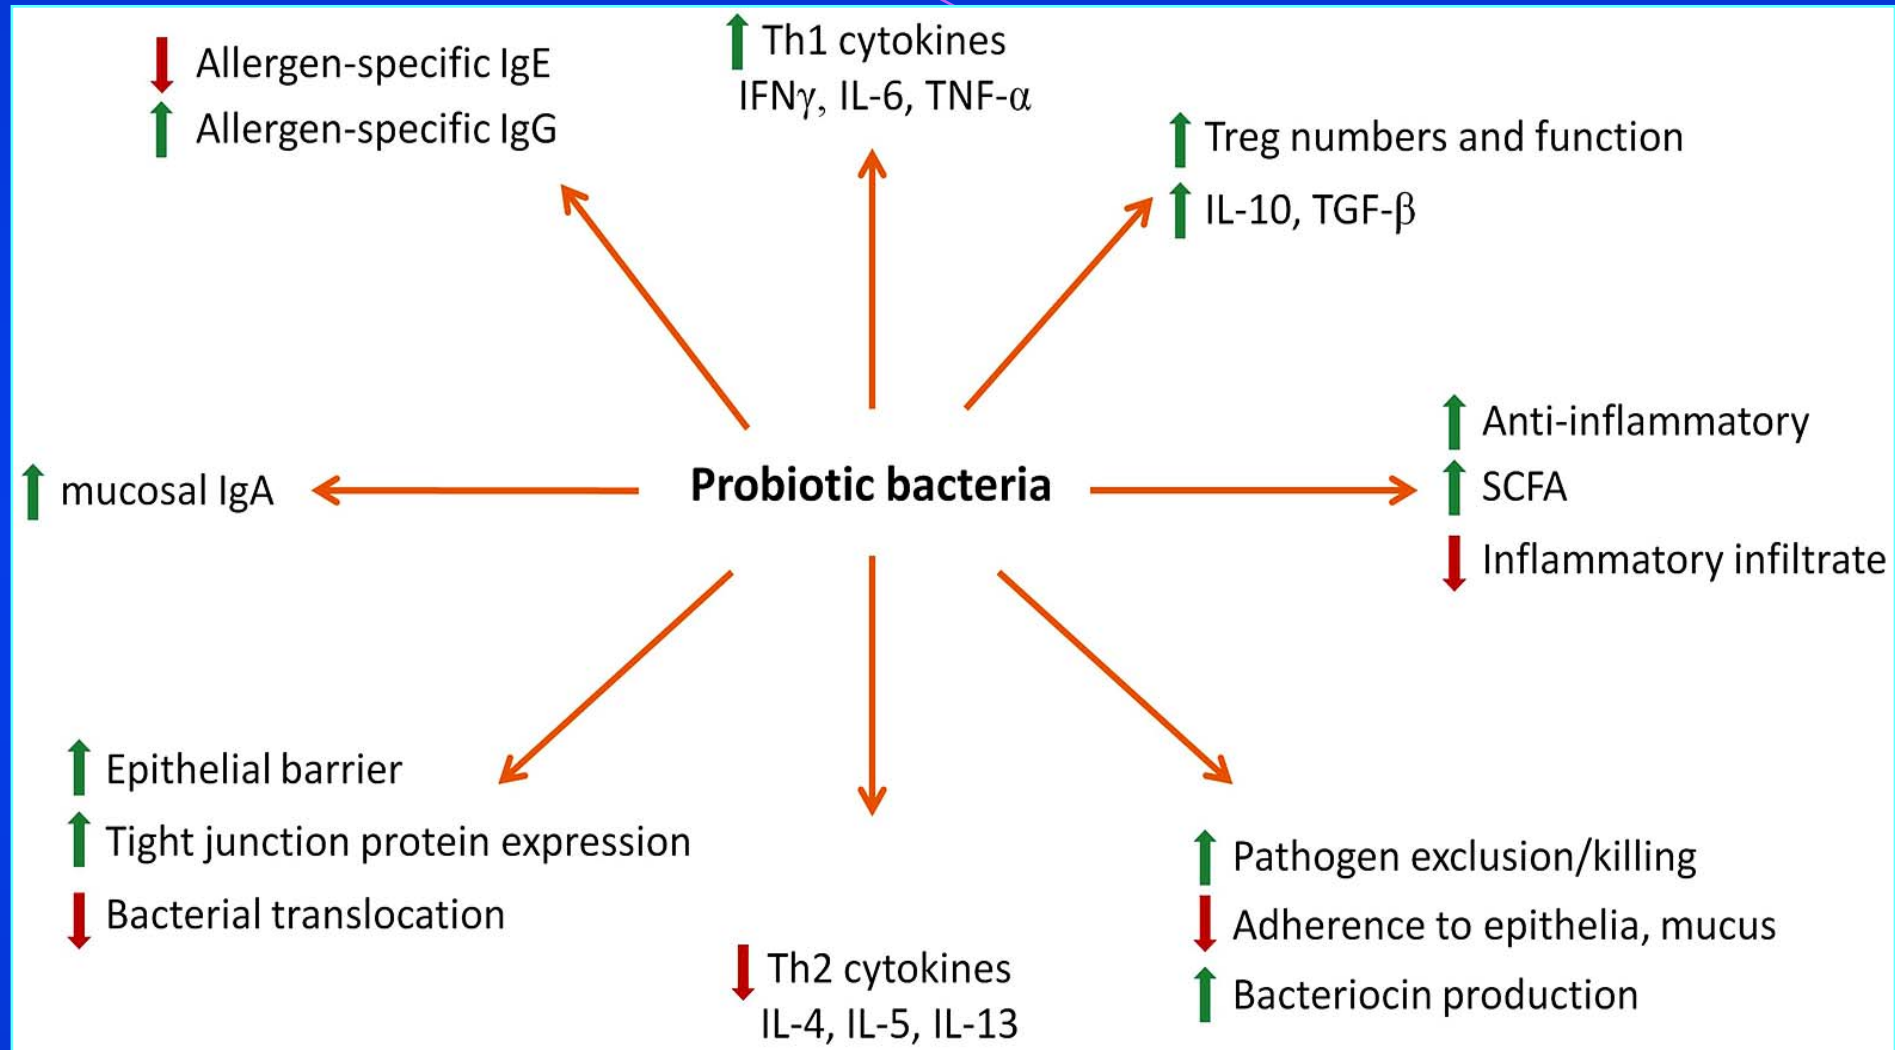 Allergen-specific IgE
Allergen-specific IgG
Th1 cytokines
IFNγ, IL-6, TNF-α
Treg numbers and function
IL-10, TGF-β
mucosal IgA
Probiotic bacteria
Anti-inflammatory
SCFA
Inflammatory infiltrate
Epithelial barrier
Tight junction protein expression
Bacterial translocation
Th2 cytokines
IL-4, IL-5, IL-13
Pathogen exclusion/killing
Adherence to epithelia, mucus
Bacteriocin production